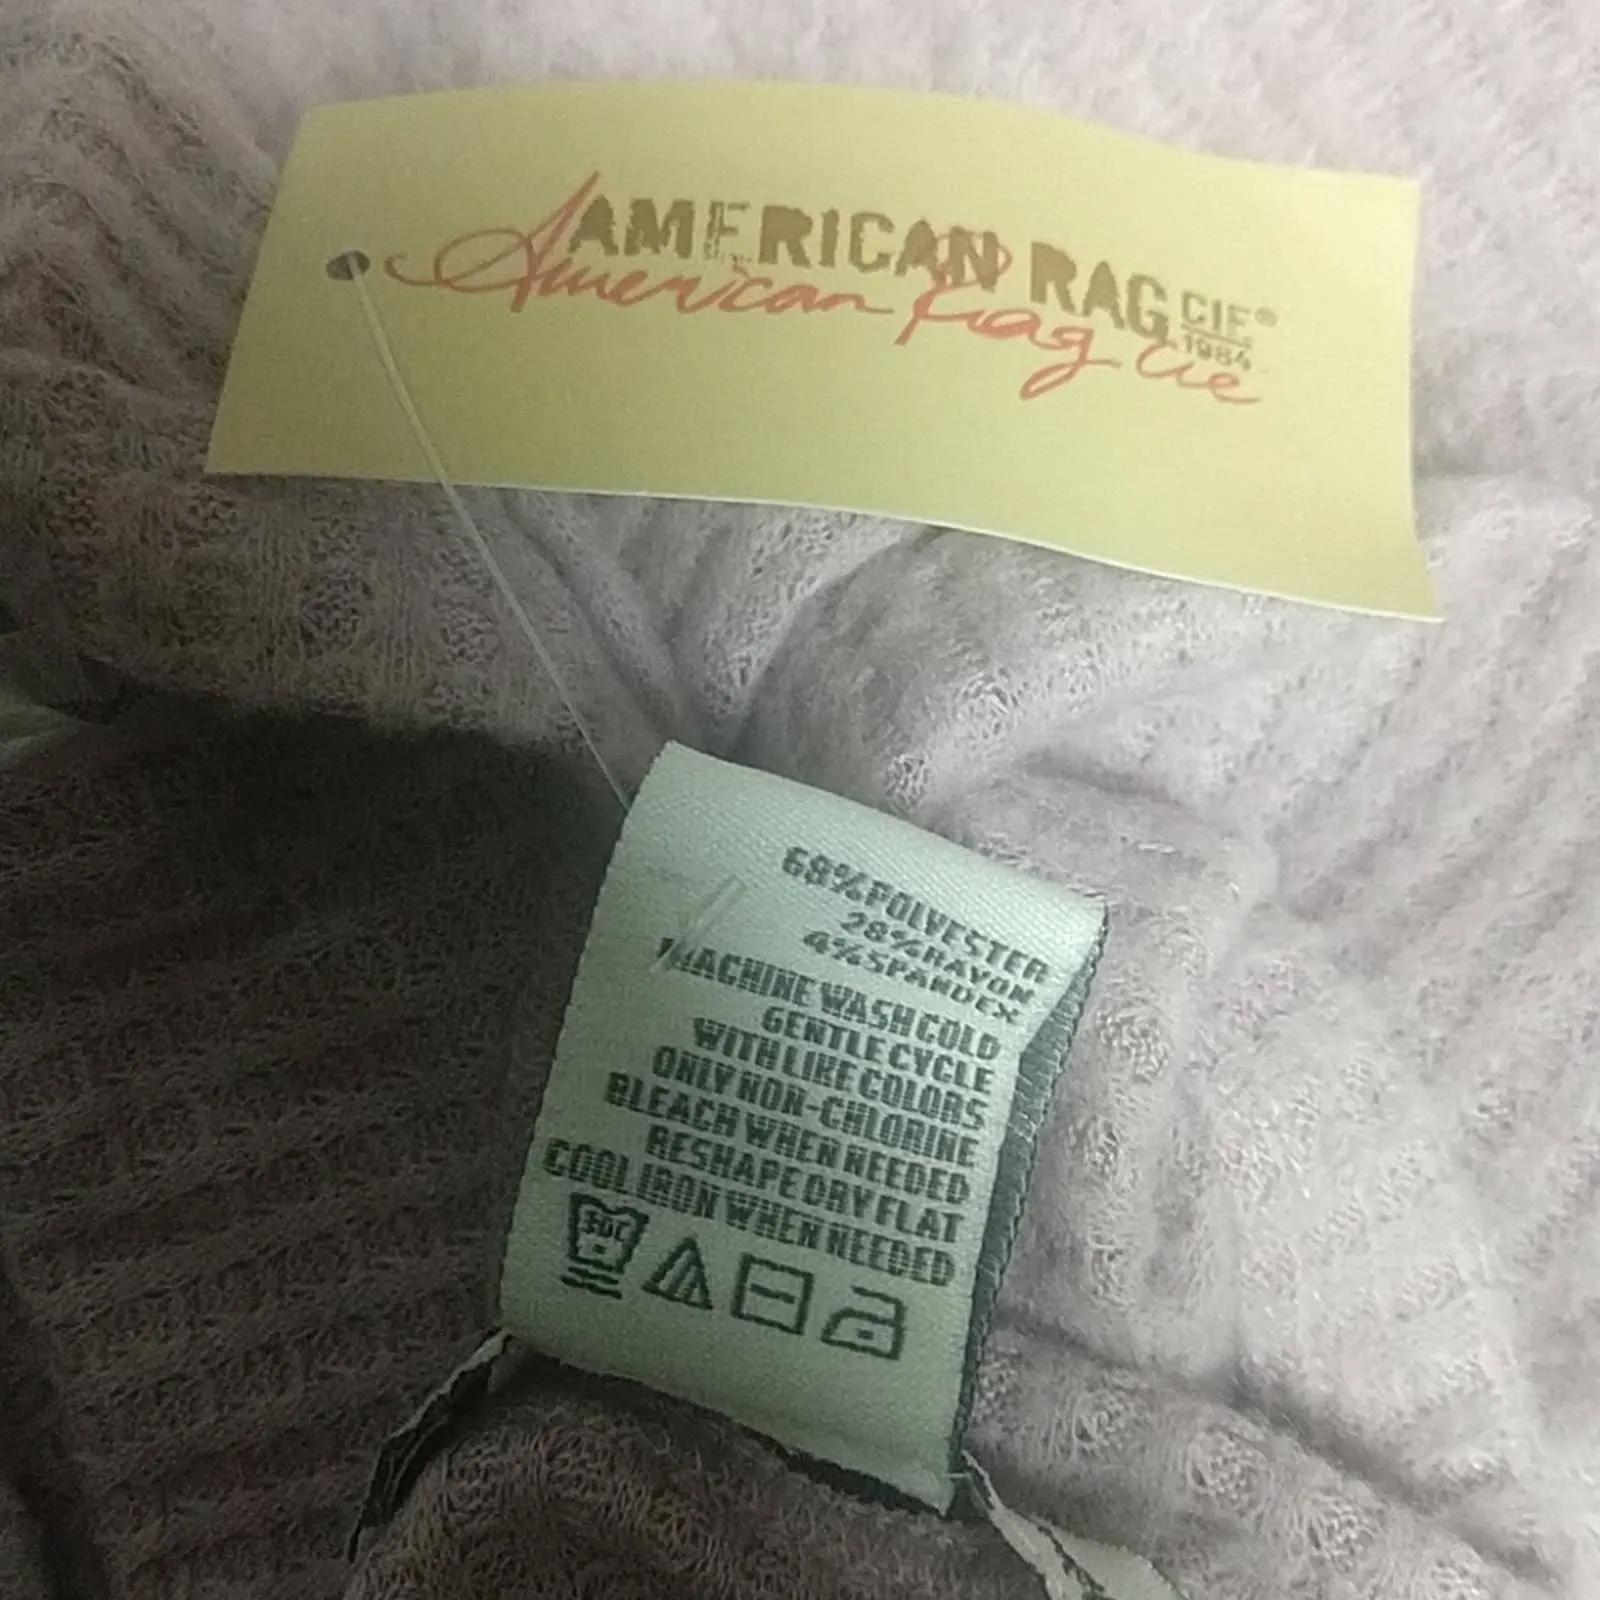 AMERICAN RAG CIE®
1984
American Rag Cie
68%POLYESTER
28%RAYON
4%SPANDEX
MACHINE WASH COLD
GENTLE CYCLE
WITH LIKE COLORS
ONLY NON-CHLORINE
BLEACH WHEN NEEDED
RESHAPE DRY FLAT
COOL IRON WHEN NEEDED
30C